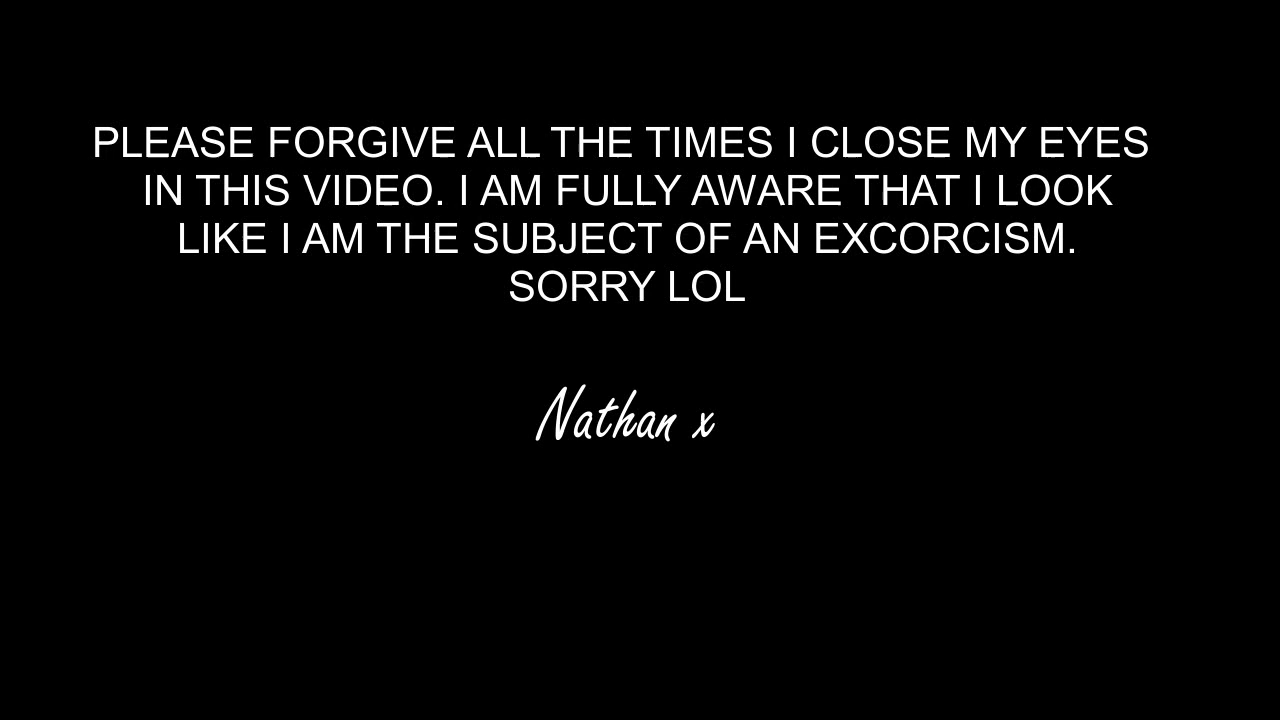 PLEASE FORGIVE ALL THE TIMES I CLOSE MY EYES
IN THIS VIDEO. I AM FULLY AWARE THAT I LOOK
LIKE I AM THE SUBJECT OF AN EXCORCISM.
SORRY LOL
Nathan x